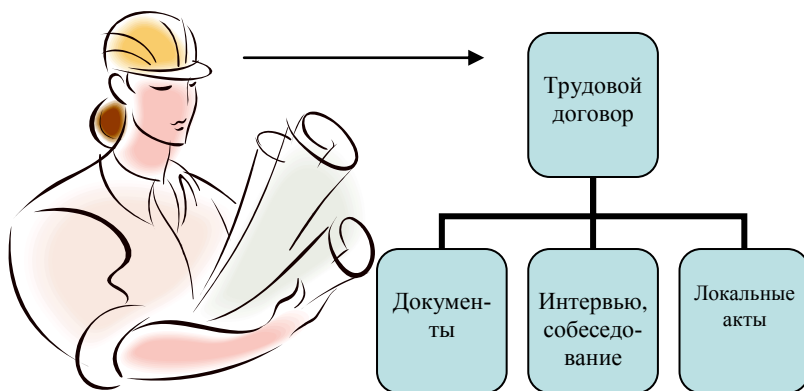 Трудовой
договор
Докумен-
ты
Интервью,
собеседо-
вание
Локальные
акты